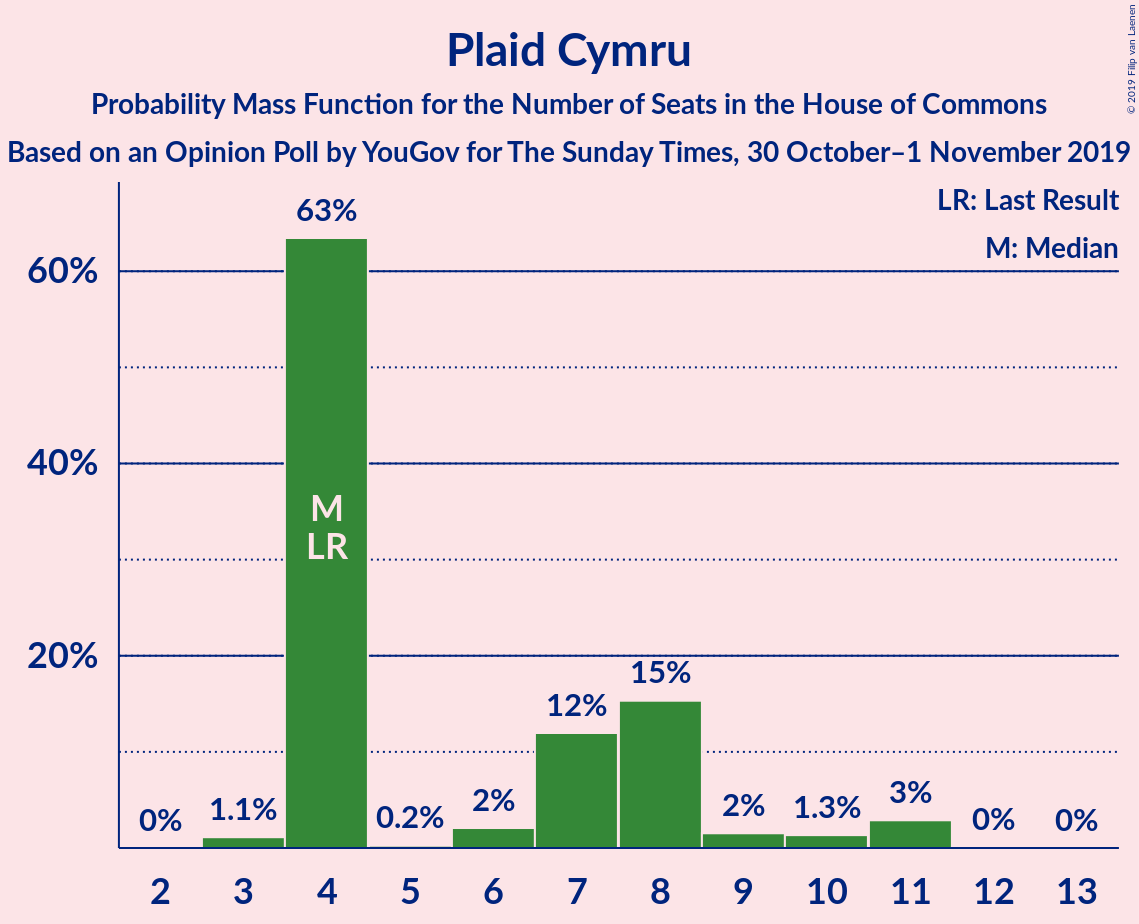 Plaid Cymru
Probability Mass Function for the Number of Seats in the House of Commons
Based on an Opinion Poll by YouGov for The Sunday Times, 30 October–1 November 2019
© 2019 Filip van Laenen
LR: Last Result
M: Median
60%
40%
20%
0%
1.1%
63%
M
LR
0.2%
2%
12%
15%
2%
1.3%
3%
0%
0%
2 3 4 5 6 7 8 9 10 11 12 13